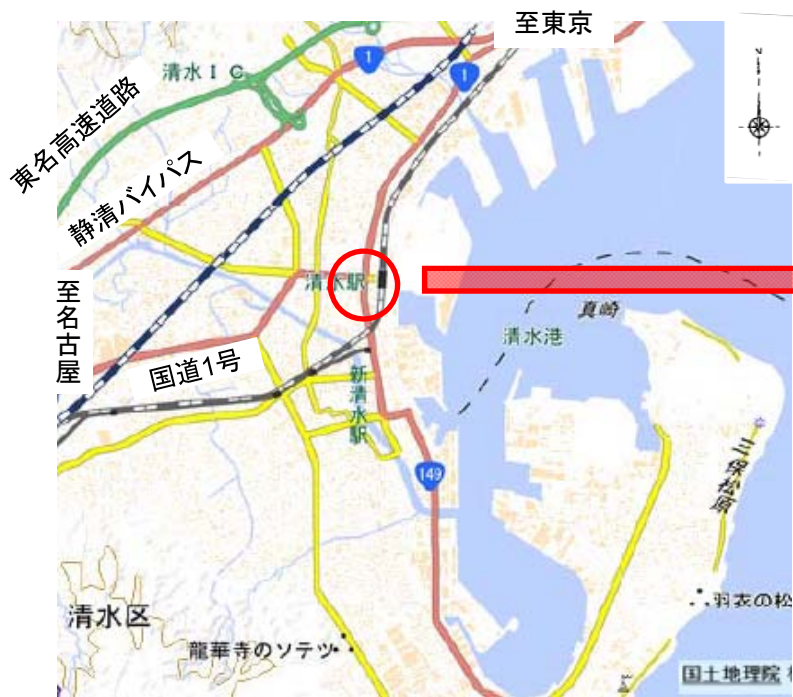 至東京
1
1
清水IC
東名高速道路
静清バイパス
清水駅
至名古屋
真崎
清水港
国道1号
新清水駅
149
三保松原
羽衣の松
清水区
龍華寺のソテツ
国土地理院